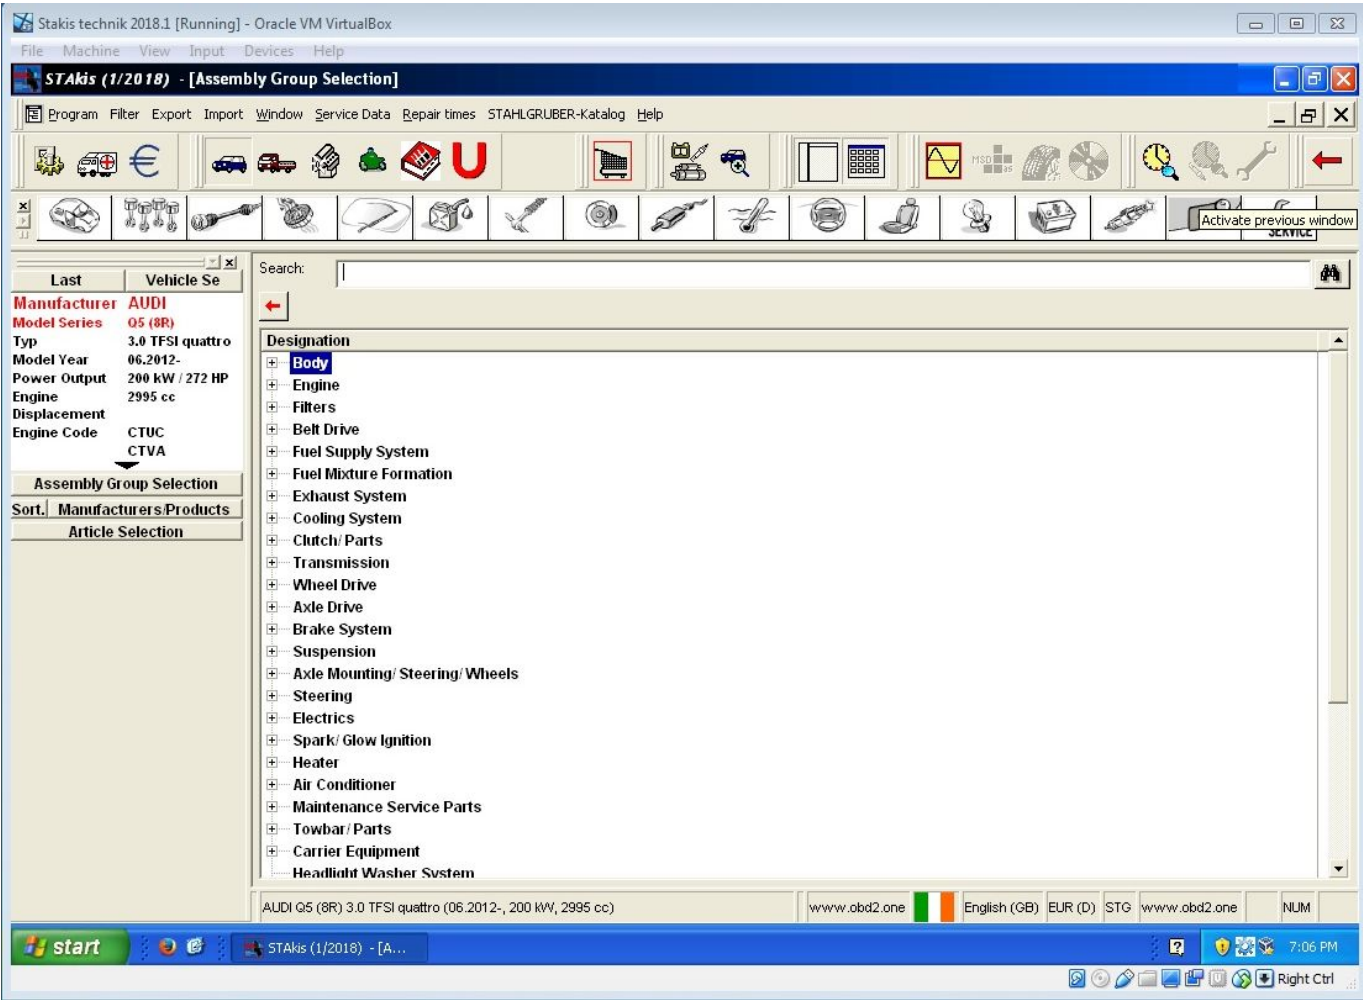 Stakis technik 2018.1 [Running] - Oracle VM VirtualBox
File Machine View Input Devices Help
STAkis (1/2018) - [Assembly Group Selection]
Program Filter Export Import Window Service Data Repair times STAHLGRUBER-Katalog Help
MSD
Activate previous window
SERVICE
Last Vehicle Se
Manufacturer AUDI
Model Series Q5 (8R)
Typ 3.0 TFSI quattro
Model Year 06.2012-
Power Output 200 kW / 272 HP
Engine 2995 cc
Displacement
Engine Code CTUC
CTVA
Assembly Group Selection
Sort. Manufacturers/Products
Article Selection
Search:
Designation
Body
Engine
Filters
Belt Drive
Fuel Supply System
Fuel Mixture Formation
Exhaust System
Cooling System
Clutch/ Parts
Transmission
Wheel Drive
Axle Drive
Brake System
Suspension
Axle Mounting/ Steering/ Wheels
Steering
Electrics
Spark/ Glow Ignition
Heater
Air Conditioner
Maintenance Service Parts
Towbar/ Parts
Carrier Equipment
Headlight Washer System
AUDI Q5 (8R) 3.0 TFSI quattro (06.2012-, 200 kW, 2995 cc) www.obd2.one English (GB) EUR (D) STG www.obd2.one NUM
start STAkis (1/2018) - [A... 7:06 PM
Right Ctrl